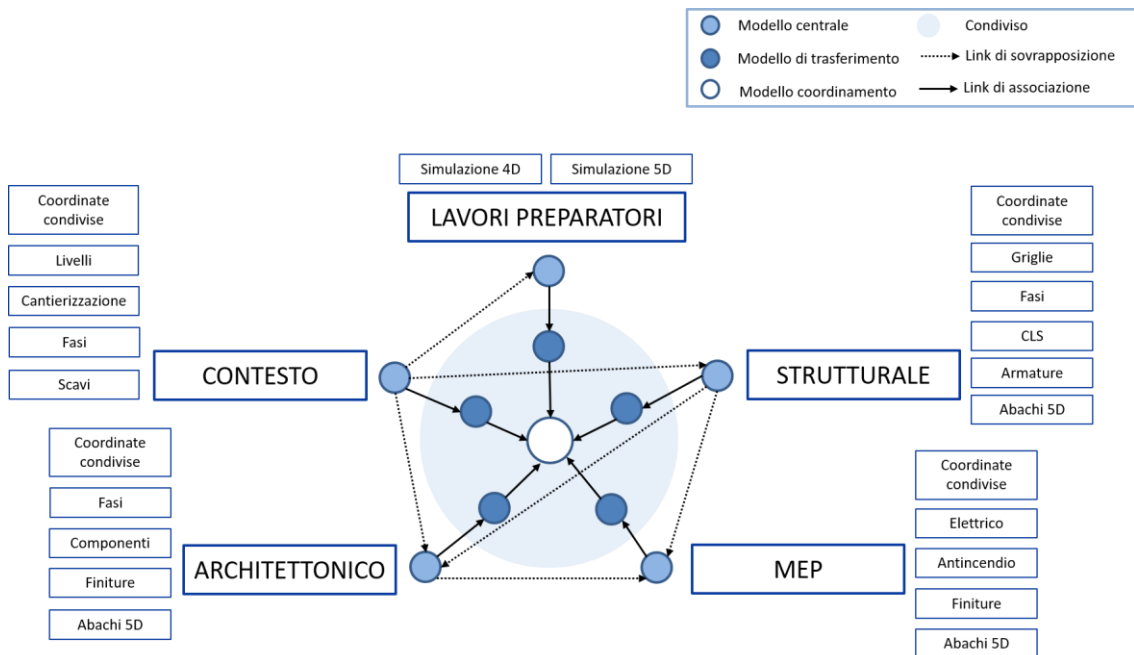 Modello centrale
Condiviso
Modello di trasferimento
Link di sovrapposizione
Modello coordinamento
Link di associazione
Simulazione 4D
Simulazione 5D
LAVORI PREPARATORI
Coordinate
condivise
Livelli
Cantierizzazione
Fasi
Scavi
CONTESTO
Coordinate
condivise
Griglie
Fasi
CLS
Armature
Abachi 5D
STRUTTURALE
Coordinate
condivise
Fasi
Componenti
Finiture
Abachi 5D
ARCHITETTONICO
MEP
Coordinate
condivise
Elettrico
Antincendio
Finiture
Abachi 5D